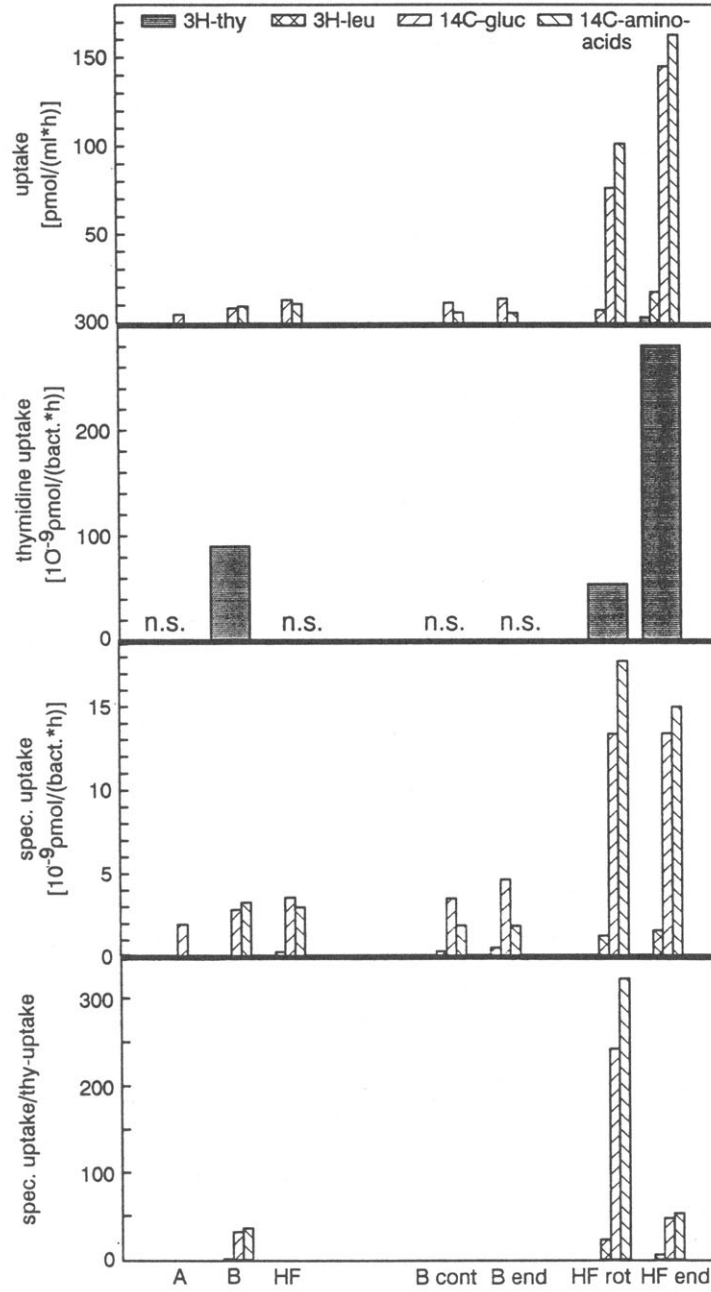 3H-thy 3H-leu 14C-gluc 14C-amino-
acids
uptake
[pmol/(ml*h)]
150
100
50
300
thymidine uptake
[10-9pmol/(bact.*h)]
200
100
0
n.s. n.s. n.s. n.s.
spec. uptake
[10-9pmol/(bact.*h)]
15
10
5
0
spec. uptake/thy-uptake
300
200
100
0
A B HF B cont B end HF rot HF end